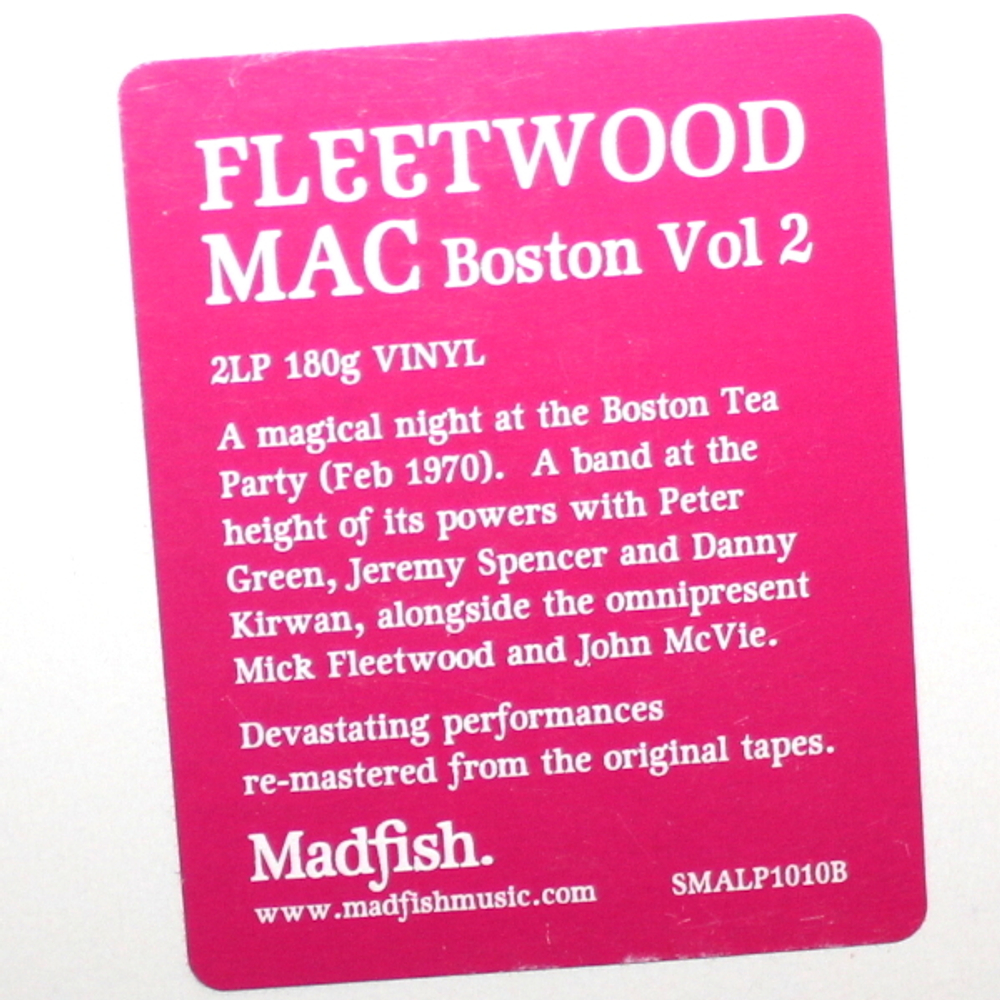 FLEETWOOD
MAC Boston Vol 2
2LP 180g VINYL
A magical night at the Boston Tea
Party (Feb 1970). A band at the
height of its powers with Peter
Green, Jeremy Spencer and Danny
Kirwan, alongside the omnipresent
Mick Fleetwood and John McVie.
Devastating performances
re-mastered from the original tapes.
Madfish.
www.madfishmusic.com
SMALP1010B